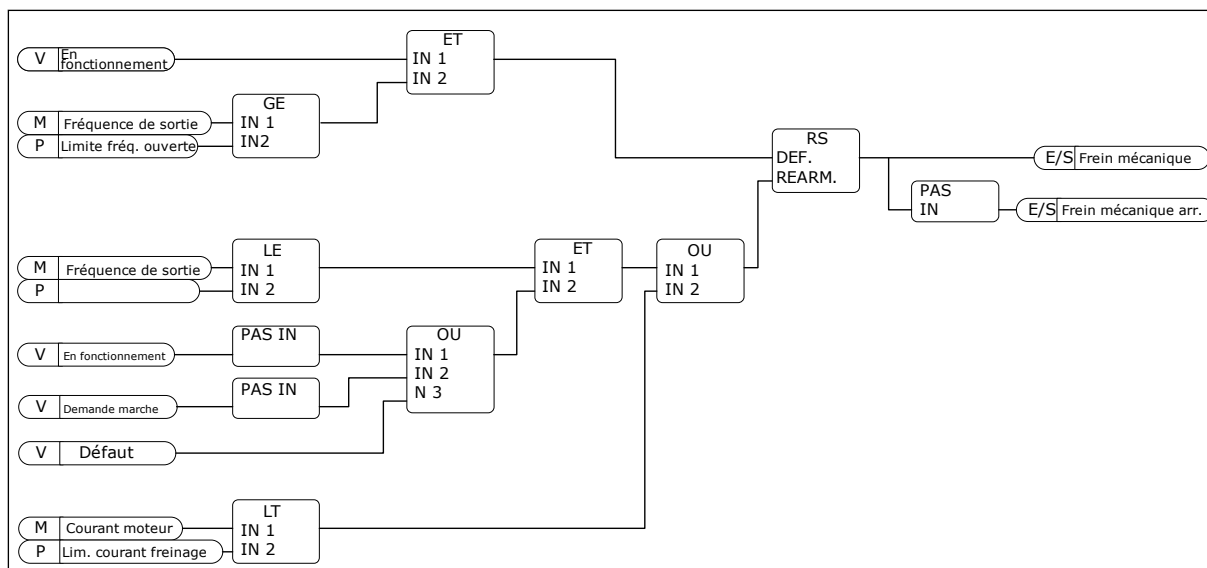 ET
V En fonctionnement
IN 1
IN 2
GE
M Fréquence de sortie
IN 1
P Limite fréq. ouverte
IN2
RS
DEF.
REARM.
E/S Frein mécanique
PAS
IN
E/S Frein mécanique arr.
LE
M Fréquence de sortie
IN 1
P
IN 2
ET
IN 1
IN 2
OU
IN 1
IN 2
PAS IN
V En fonctionnement
OU
IN 1
IN 2
N 3
PAS IN
V Demande marche
V Défaut
LT
M Courant moteur
IN 1
P Lim. courant freinage
IN 2